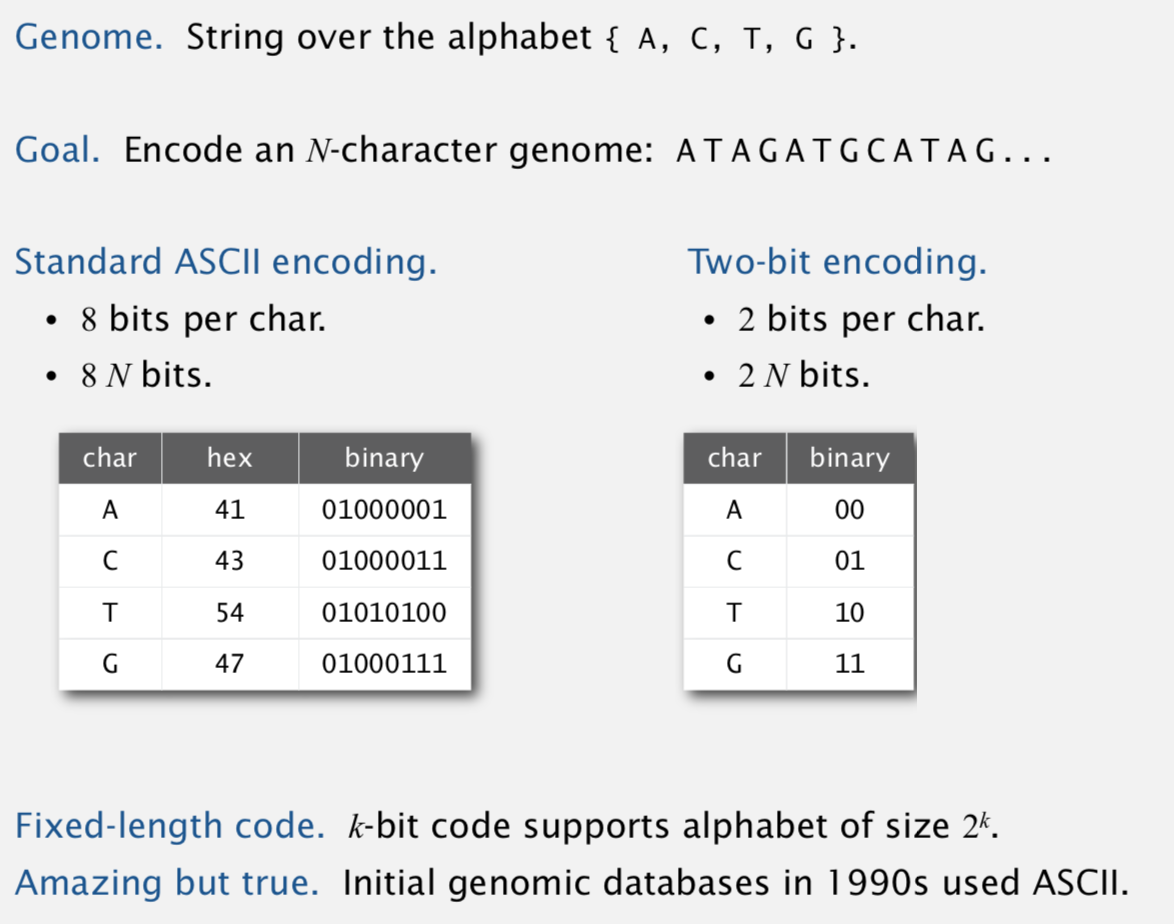 Genome. String over the alphabet { A, C, T, G }.
Goal. Encode an N-character genome: ATAGATGCATAG...
Standard ASCII encoding.
• 8 bits per char.
• 8 N bits.
char hex binary
A 41 01000001
C 43 01000011
T 54 01010100
G 47 01000111
Two-bit encoding.
• 2 bits per char.
• 2 N bits.
char binary
A 00
C 01
T 10
G 11
Fixed-length code. k-bit code supports alphabet of size 2ᵏ.
Amazing but true. Initial genomic databases in 1990s used ASCII.